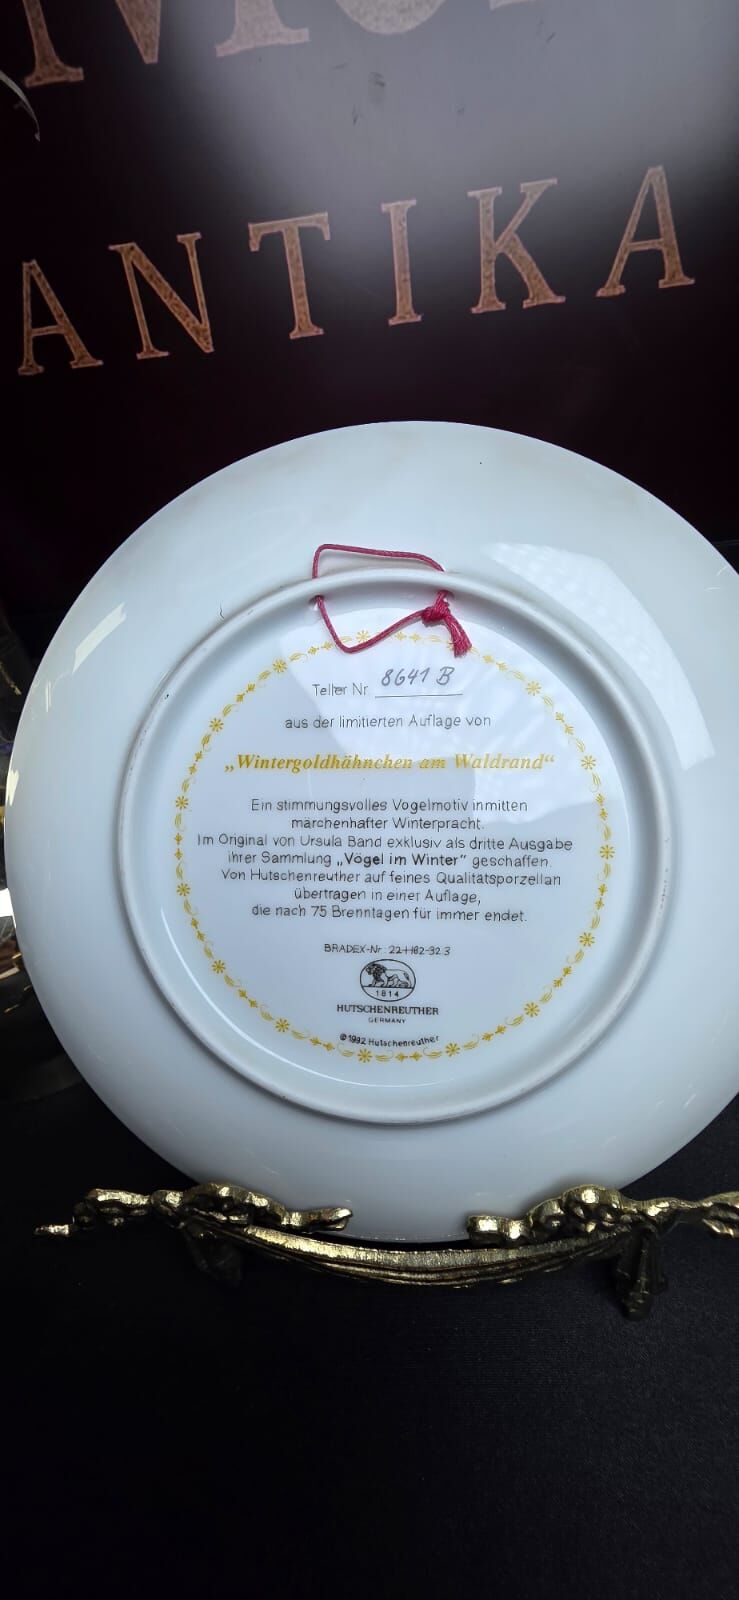 ANTIKA
Teller Nr. 8641 B
aus der limitierten Auflage von
„Wintergoldhähnchen am Waldrand“
Ein stimmungsvolles Vogelmotiv inmitten
märchenhafter Winterpracht.
Im Original von Ursula Band exklusiv als dritte Ausgabe
ihrer Sammlung „Vögel im Winter“ geschaffen.
Von Hutschenreuther auf feines Qualitätsporzellan
übertragen in einer Auflage,
die nach 75 Brenntagen für immer endet.
BRADEX-Nr. 22-H62-32.3
1814
HUTSCHENREUTHER
GERMANY
©1992 Hutschenreuther